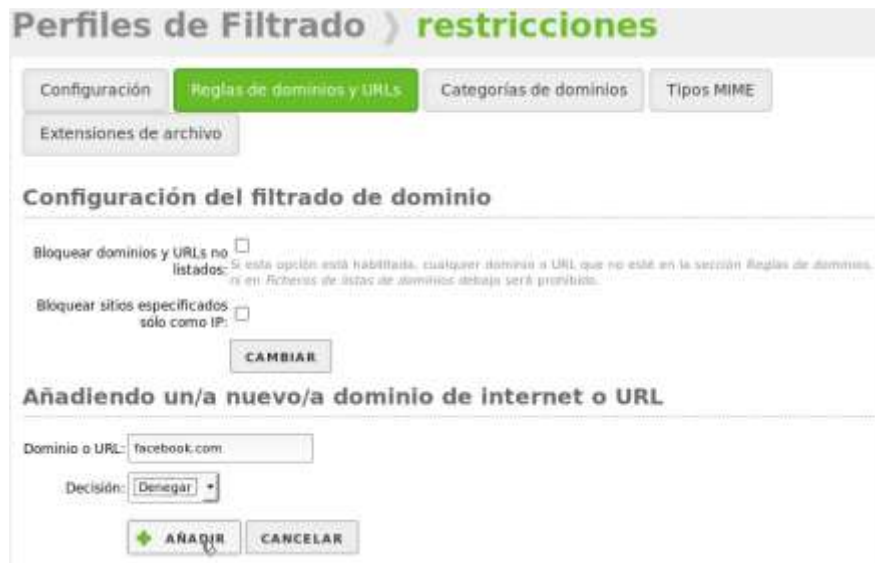 Perfiles de Filtrado ⟩ restricciones
Configuración
Reglas de dominios y URLs
Categorías de dominios
Tipos MIME
Extensiones de archivo
Configuración del filtrado de dominio
Bloquear dominios y URLs no
listados:
Si esta opción está habilitada, cualquier dominio o URL que no esté en la sección Reglas de dominios,
ni en Ficheros de listas de dominios debajo será prohibido.
Bloquear sitios especificados
sólo como IP:
CAMBIAR
Añadiendo un/a nuevo/a dominio de internet o URL
Dominio o URL: facebook.com
Decisión: Denegar
AÑADIR
CANCELAR